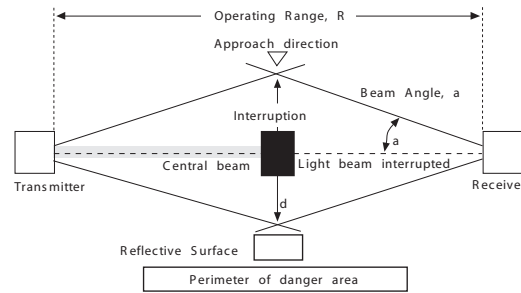 Operating Range, R
Approach direction
Beam Angle, a
Interruption
a
Central beam
Light beam interrupted
Transmitter
Receive
d
Reflective Surface
Perimeter of danger area